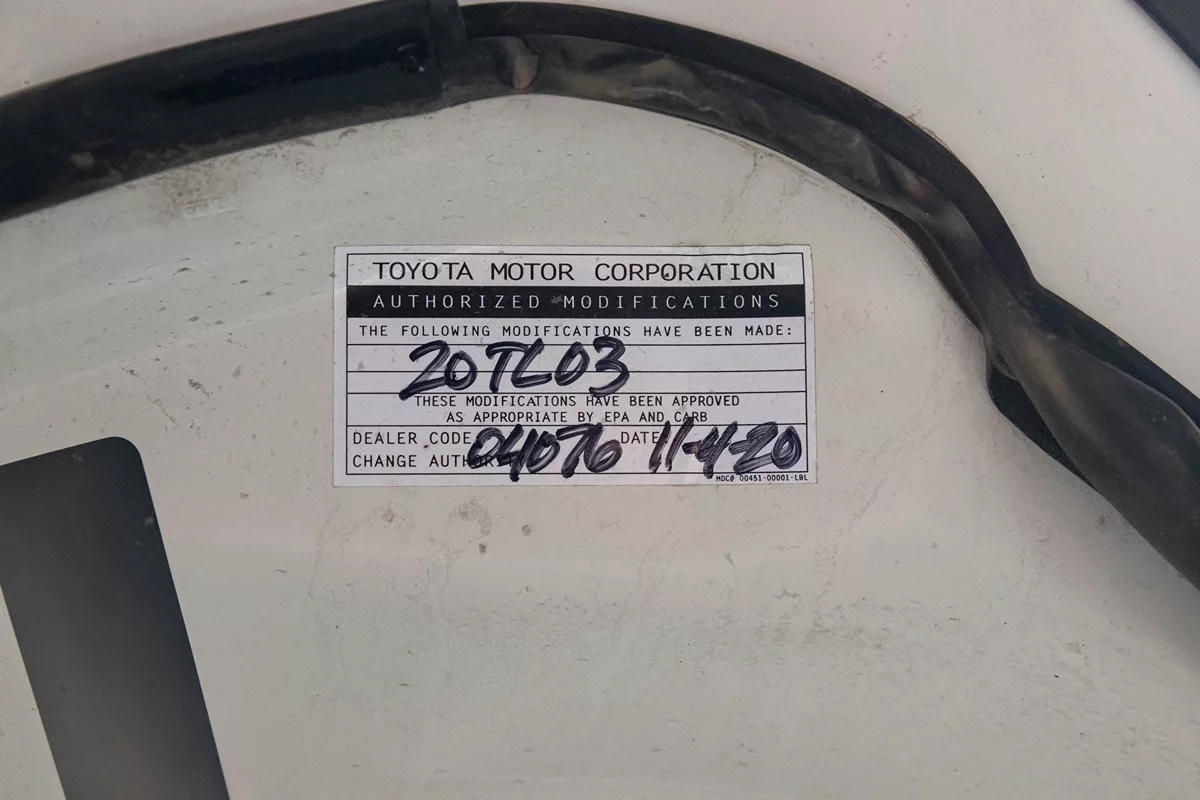 TOYOTA MOTOR CORPORATION
AUTHORIZED MODIFICATIONS
THE FOLLOWING MODIFICATIONS HAVE BEEN MADE:
20TL03
THESE MODIFICATIONS HAVE BEEN APPROVED
AS APPROPRIATE BY EPA AND CARB
DEALER CODE 04076 DATE 11-4-20
CHANGE AUTHORITY
MDC# 00451-00001-LBL